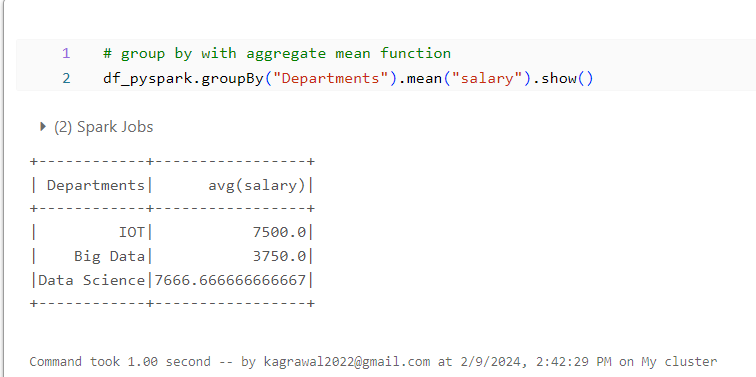 1 # group by with aggregate mean function
2 df_pyspark.groupBy("Departments").mean("salary").show()
(2) Spark Jobs
+------------+-----------------+
| Departments|      avg(salary)|
+------------+-----------------+
|         IOT|           7500.0|
|    Big Data|           3750.0|
|Data Science|7666.666666666667|
+------------+-----------------+
Command took 1.00 second -- by kagrawal2022@gmail.com at 2/9/2024, 2:42:29 PM on My cluster